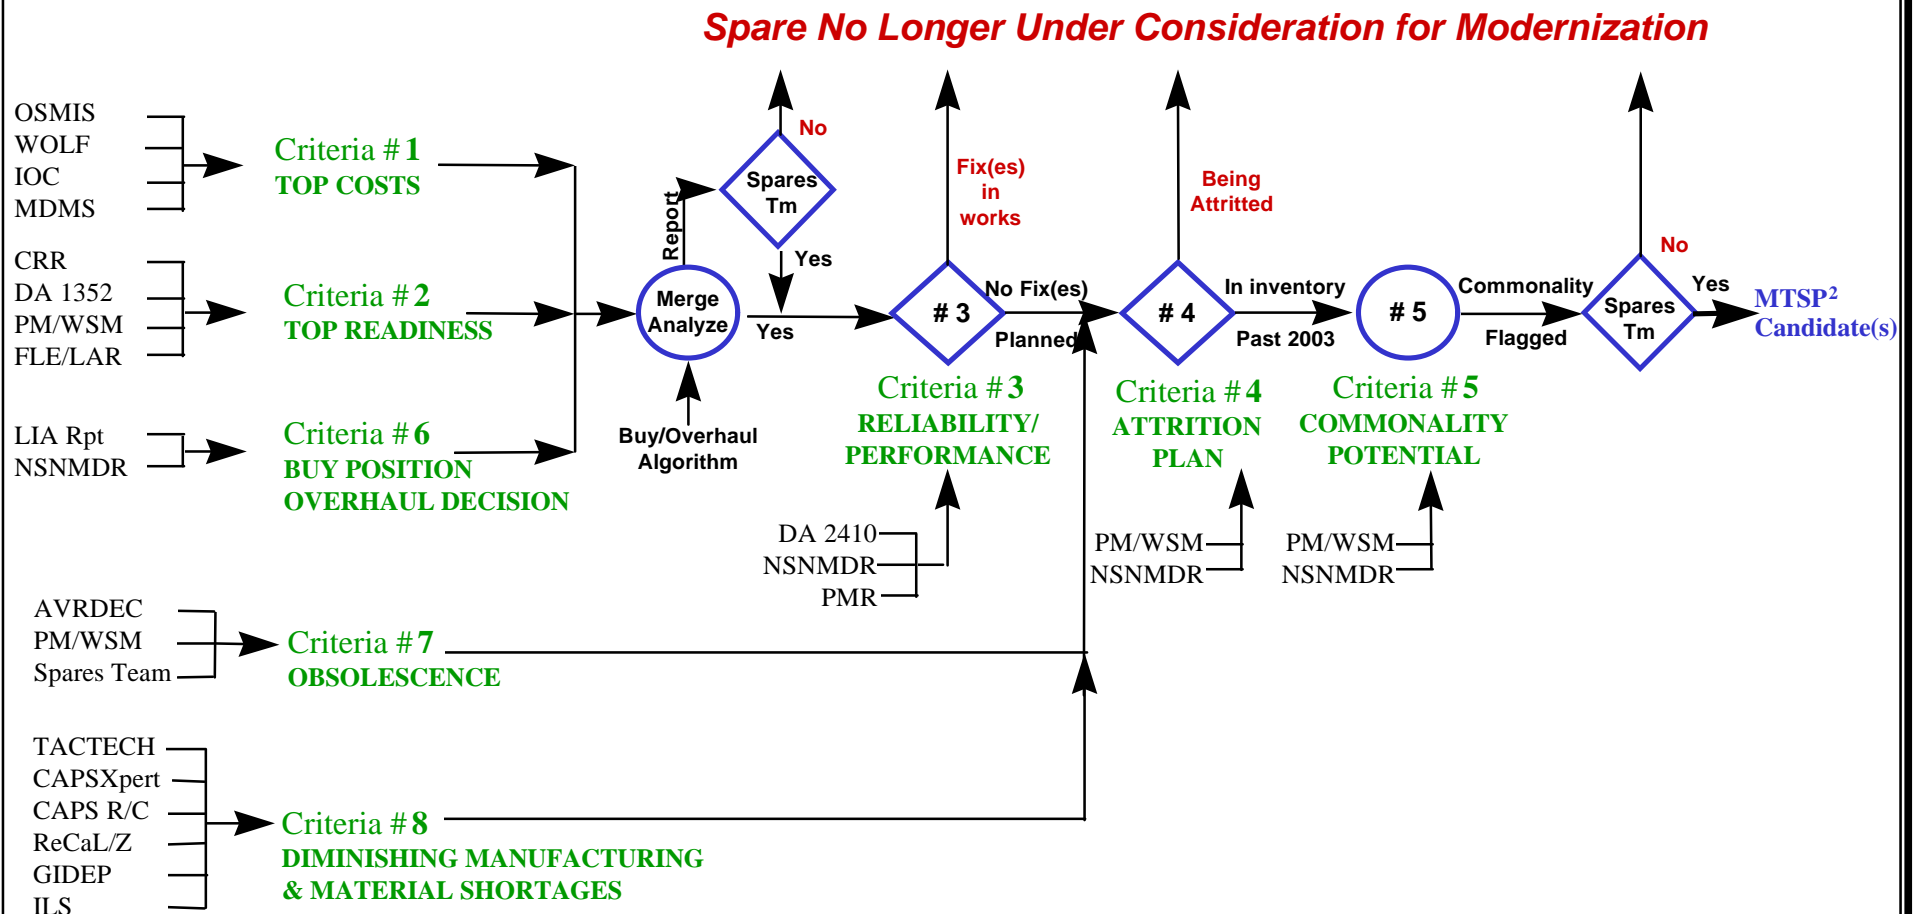 Spare No Longer Under Consideration for Modernization
OSMIS
WOLF
IOC
MDMS
Criteria # 1
TOP COSTS
CRR
DA 1352
PM/WSM
FLE/LAR
Criteria # 2
TOP READINESS
LIA Rpt
NSNMDR
Criteria # 6
BUY POSITION
OVERHAUL DECISION
Merge
Analyze
Buy/Overhaul
Algorithm
Report
Spares
Tm
No
Yes
Yes
Fix(es)
in
works
# 3
No Fix(es)
Planned
Criteria # 3
RELIABILITY/
PERFORMANCE
DA 2410
NSNMDR
PMR
Being
Attritted
# 4
In inventory
Past 2003
Criteria # 4
ATTRITION
PLAN
PM/WSM
NSNMDR
# 5
Commonality
Flagged
Criteria # 5
COMMONALITY
POTENTIAL
PM/WSM
NSNMDR
Spares
Tm
No
Yes
MTSP²
Candidate(s)
AVRDEC
PM/WSM
Spares Team
Criteria # 7
OBSOLESCENCE
TACTECH
CAPSXpert
CAPS R/C
ReCaL/Z
GIDEP
ILS
Criteria # 8
DIMINISHING MANUFACTURING
& MATERIAL SHORTAGES